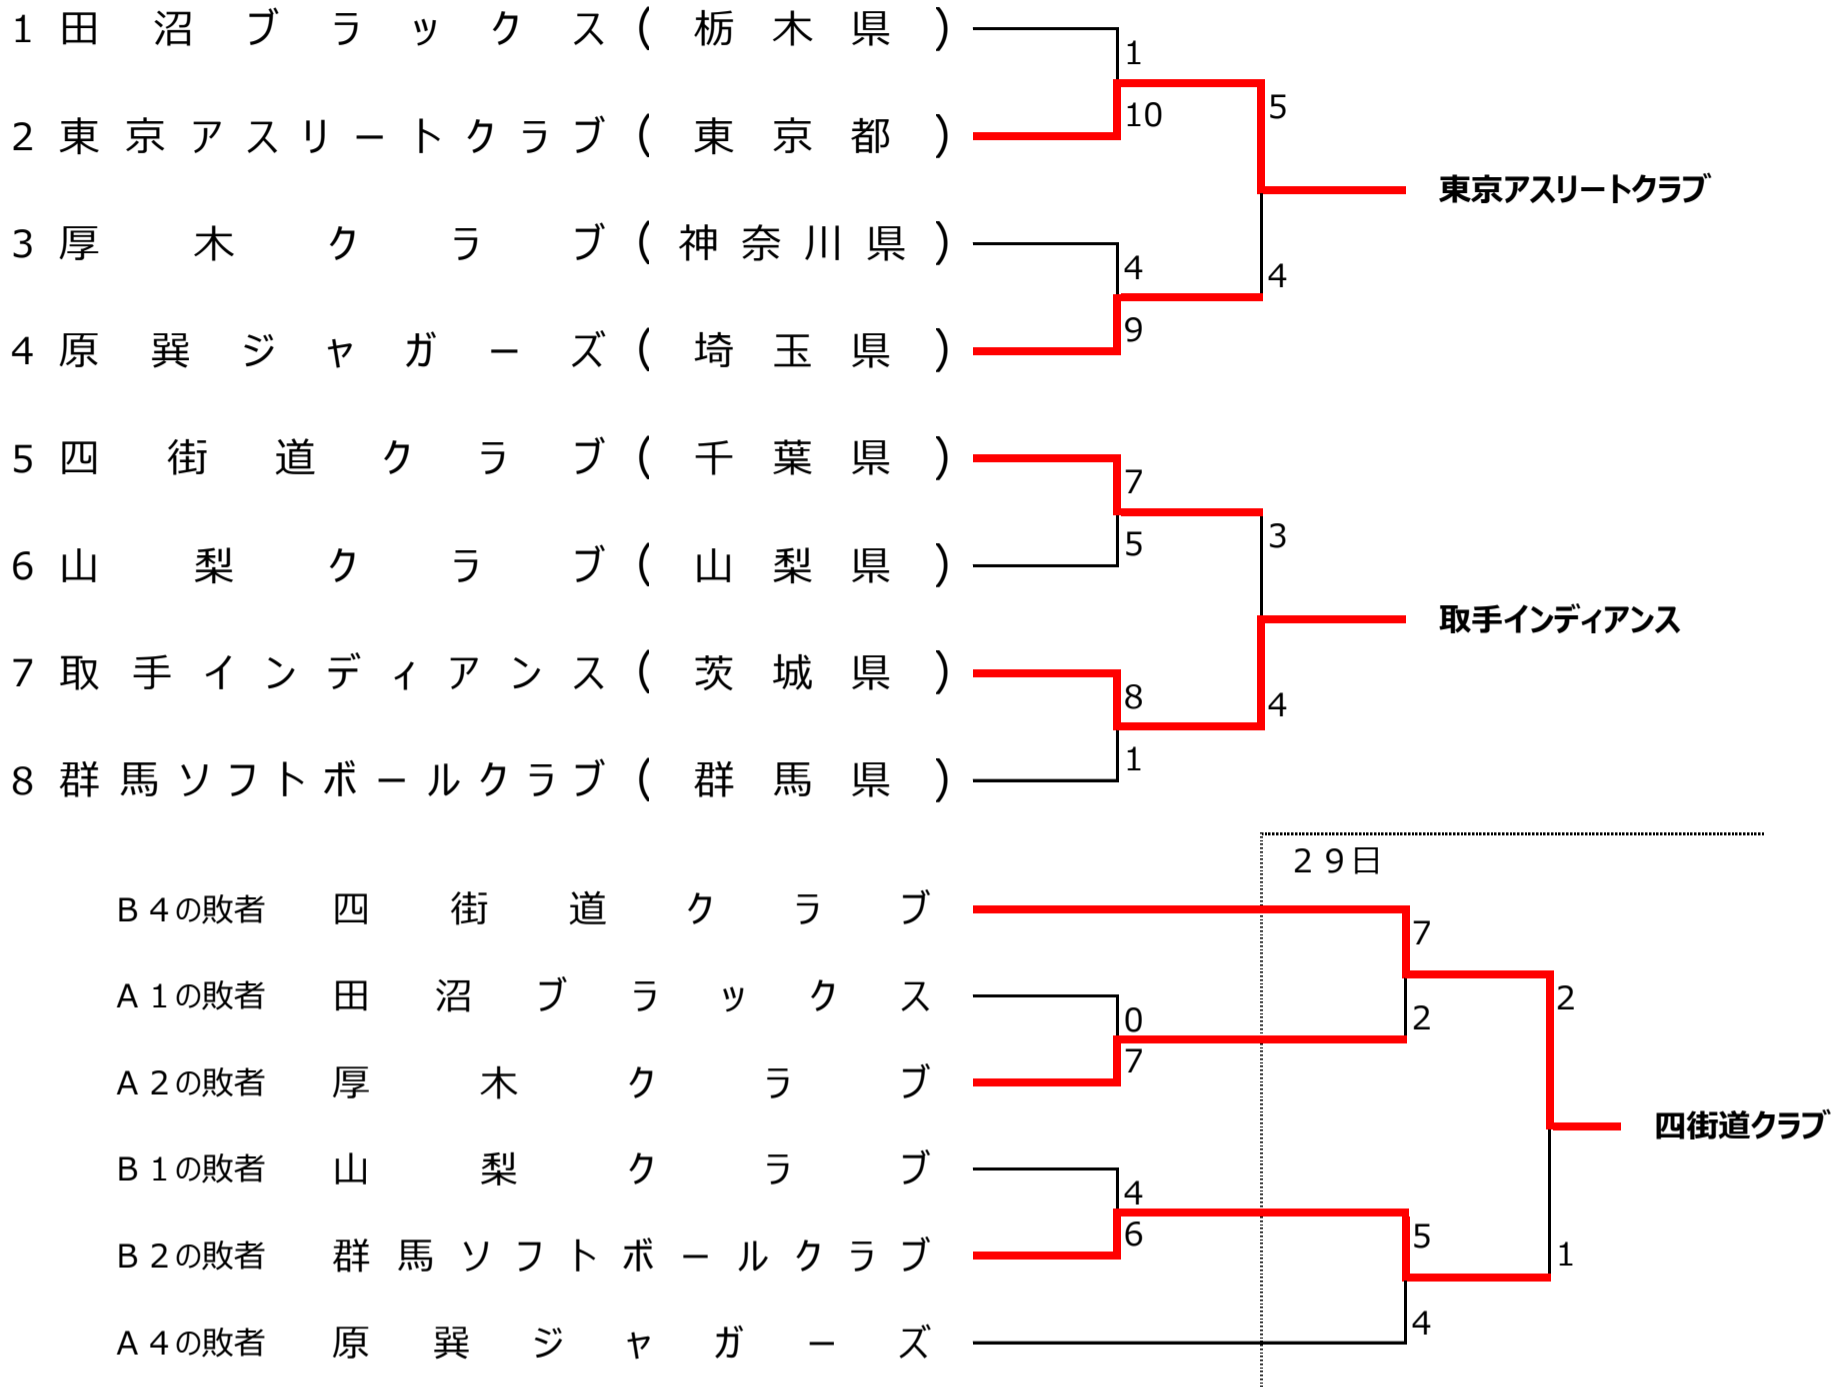 1 田沼ブラックス(栃木県)
1
2 東京アスリートクラブ(東京都)
10
5
東京アスリートクラブ
3 厚木クラブ(神奈川県)
4
4
4 原巽ジャガーズ(埼玉県)
9
5 四街道クラブ(千葉県)
7
6 山梨クラブ(山梨県)
5
3
取手インディアンス
7 取手インディアンス(茨城県)
8
4
8 群馬ソフトボールクラブ(群馬県)
1
29日
B4の敗者 四街道クラブ
7
A1の敗者 田沼ブラックス
0
2
2
A2の敗者 厚木クラブ
7
四街道クラブ
B1の敗者 山梨クラブ
4
B2の敗者 群馬ソフトボールクラブ
6
5
1
A4の敗者 原巽ジャガーズ
4